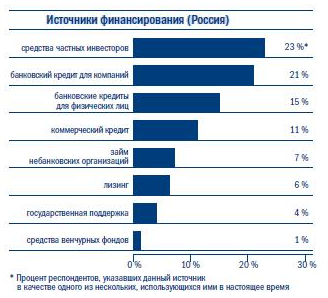 Источники финансирования (Россия)
средства частных инвесторов 23 %*
банковский кредит для компаний 21 %
банковские кредиты
для физических лиц 15 %
коммерческий кредит 11 %
займ
небанковских организаций 7 %
лизинг 6 %
государственная поддержка 4 %
средства венчурных фондов 1 %
0 % 10 % 20 % 30 %
* Процент респондентов, указавших данный источник
в качестве одного из нескольких, использующихся ими в настоящее время